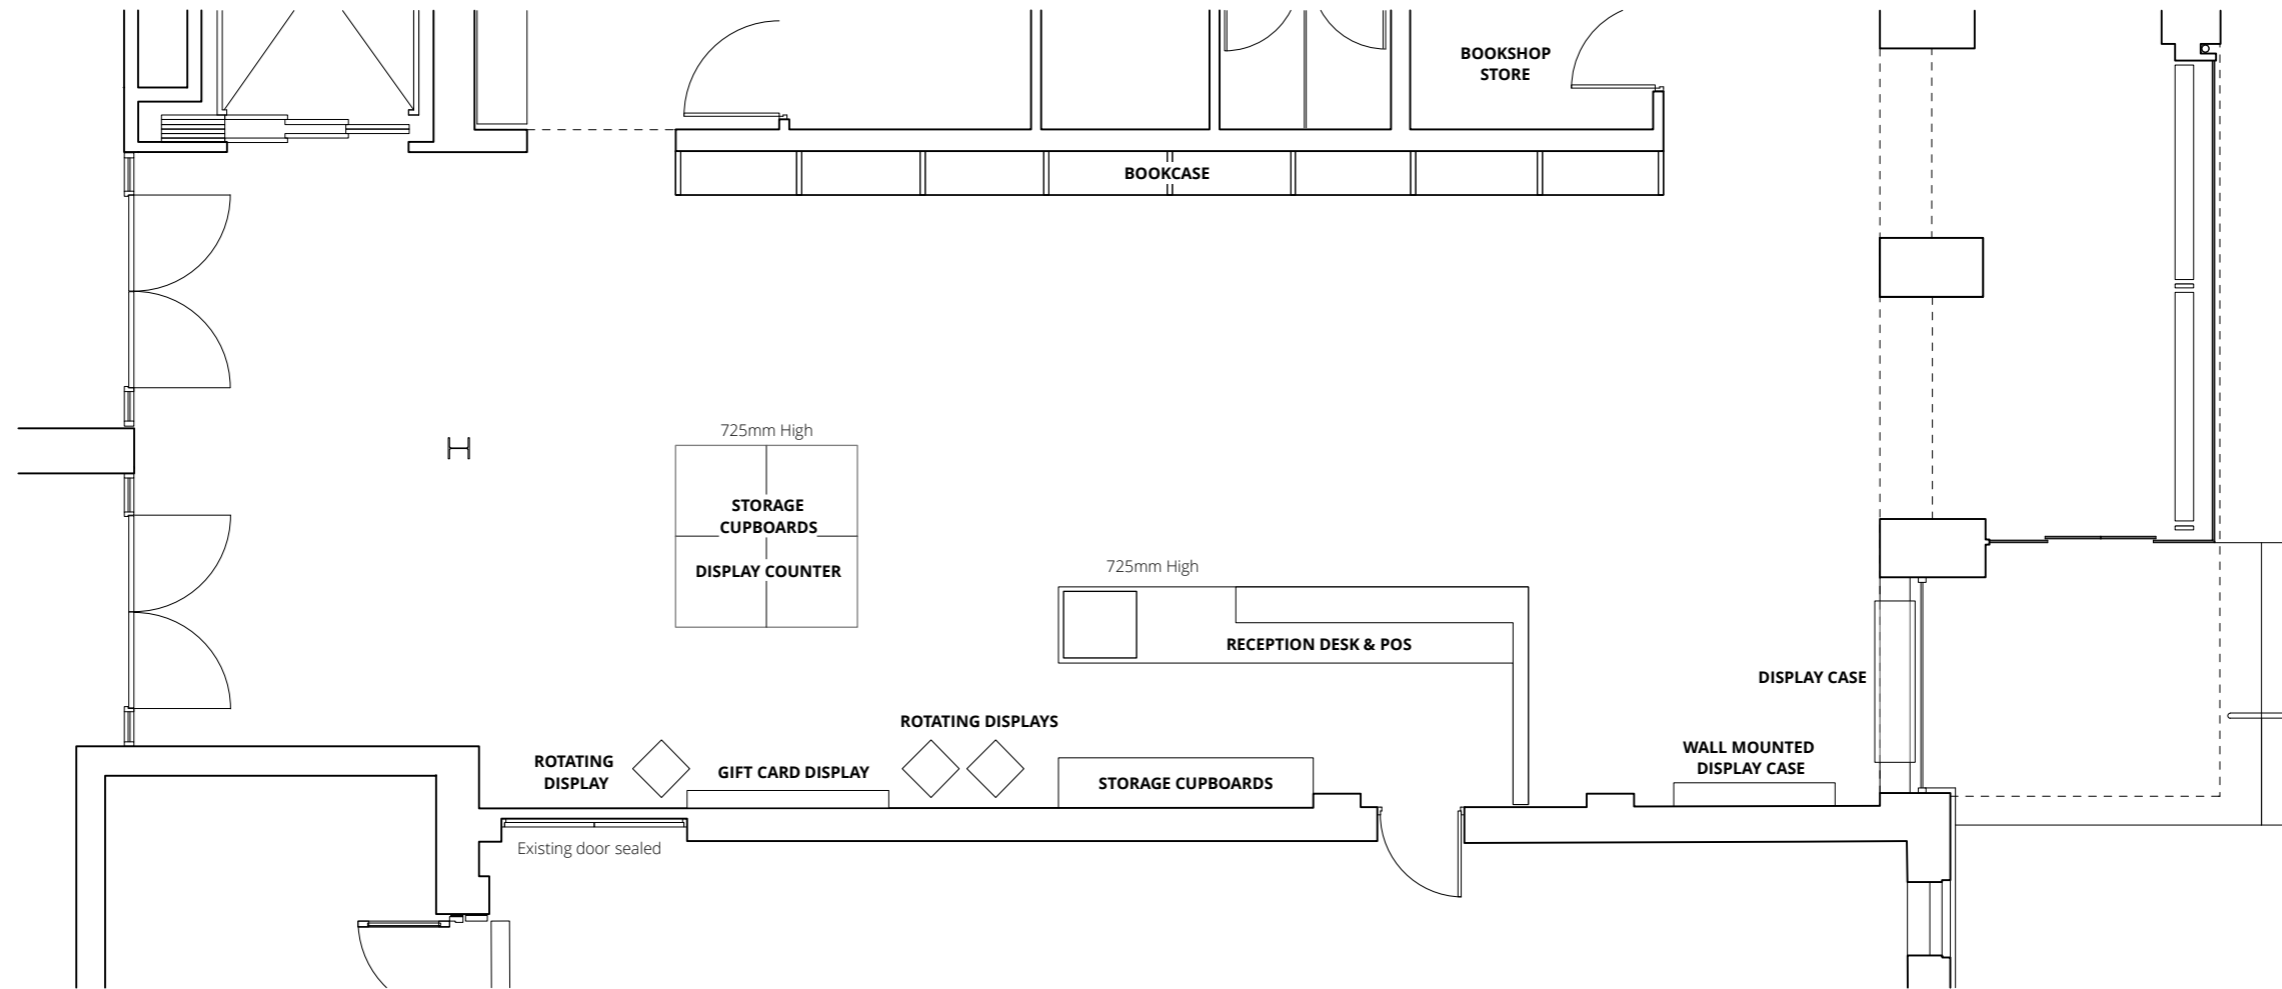 BOOKSHOP
STORE
BOOKCASE
725mm High
STORAGE
CUPBOARDS
DISPLAY COUNTER
725mm High
RECEPTION DESK & POS
DISPLAY CASE
ROTATING DISPLAYS
ROTATING
DISPLAY
GIFT CARD DISPLAY
STORAGE CUPBOARDS
WALL MOUNTED
DISPLAY CASE
Existing door sealed